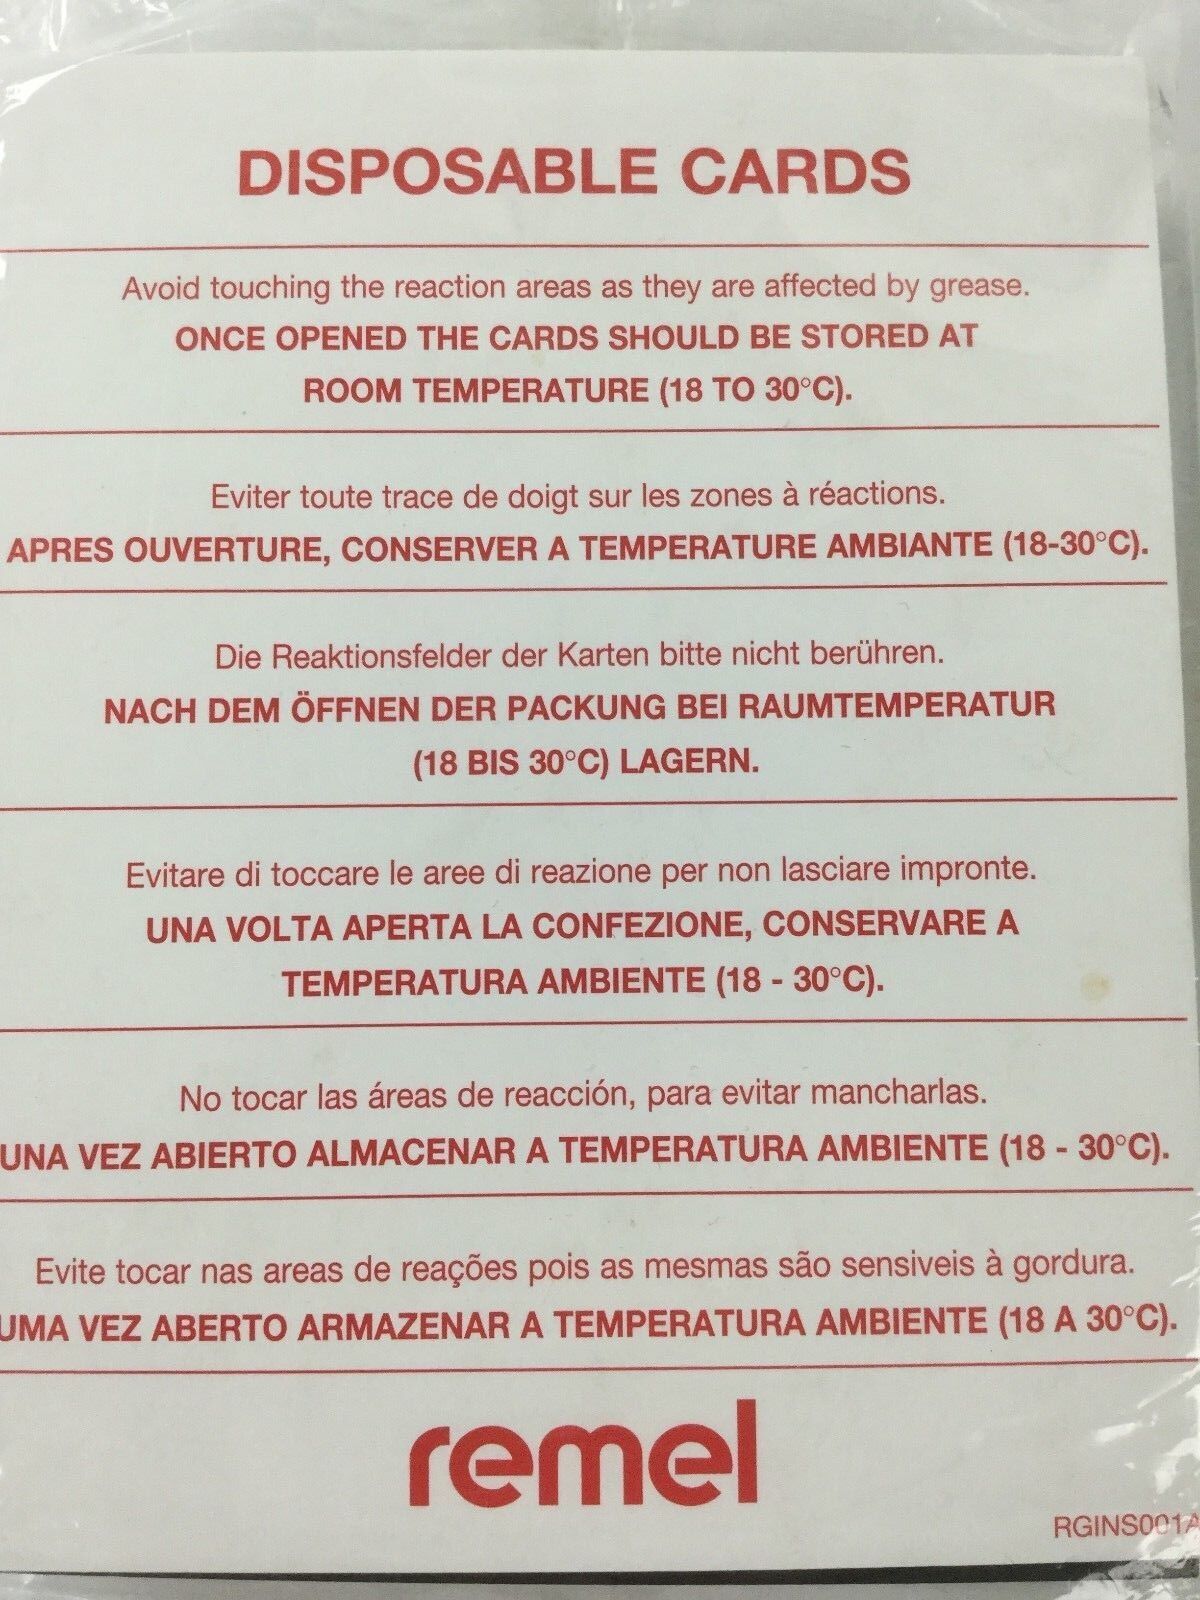 DISPOSABLE CARDS
Avoid touching the reaction areas as they are affected by grease.
ONCE OPENED THE CARDS SHOULD BE STORED AT
ROOM TEMPERATURE (18 TO 30°C).
Eviter toute trace de doigt sur les zones à réactions.
APRES OUVERTURE, CONSERVER A TEMPERATURE AMBIANTE (18-30°C).
Die Reaktionsfelder der Karten bitte nicht berühren.
NACH DEM ÖFFNEN DER PACKUNG BEI RAUMTEMPERATUR
(18 BIS 30°C) LAGERN.
Evitare di toccare le aree di reazione per non lasciare impronte.
UNA VOLTA APERTA LA CONFEZIONE, CONSERVARE A
TEMPERATURA AMBIENTE (18 - 30°C).
No tocar las áreas de reacción, para evitar mancharlas.
UNA VEZ ABIERTO ALMACENAR A TEMPERATURA AMBIENTE (18 - 30°C).
Evite tocar nas areas de reações pois as mesmas são sensiveis à gordura.
UMA VEZ ABERTO ARMAZENAR A TEMPERATURA AMBIENTE (18 A 30°C).
remel
RGINS001A